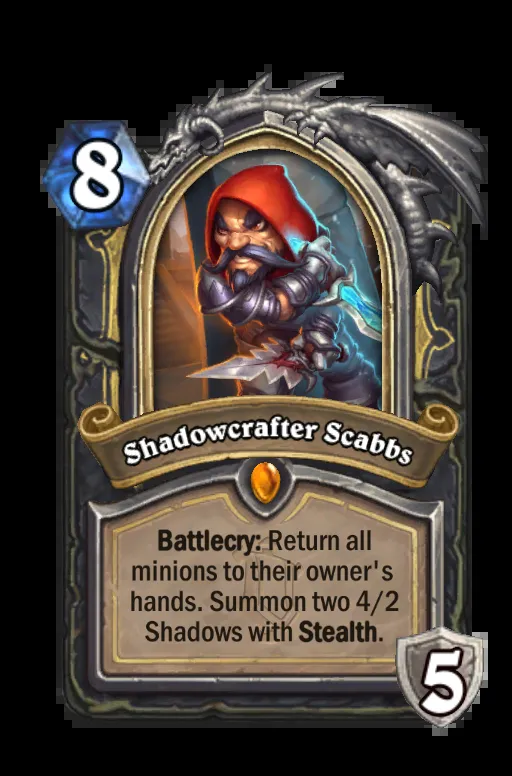 8
Shadowcrafter Scabbs
Battlecry: Return all
minions to their owner's
hands. Summon two 4/2
Shadows with Stealth.
5